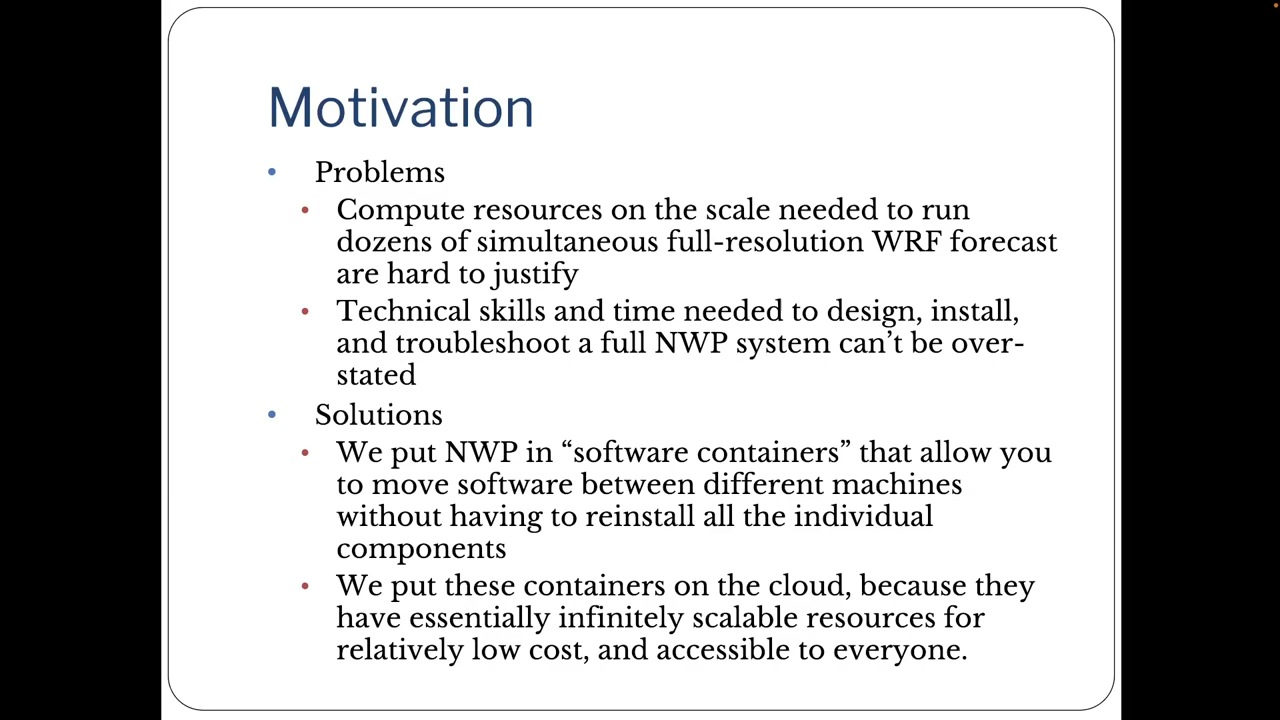 Motivation
• Problems
• Compute resources on the scale needed to run
dozens of simultaneous full-resolution WRF forecast
are hard to justify
• Technical skills and time needed to design, install,
and troubleshoot a full NWP system can’t be over-
stated
• Solutions
• We put NWP in “software containers” that allow you
to move software between different machines
without having to reinstall all the individual
components
• We put these containers on the cloud, because they
have essentially infinitely scalable resources for
relatively low cost, and accessible to everyone.